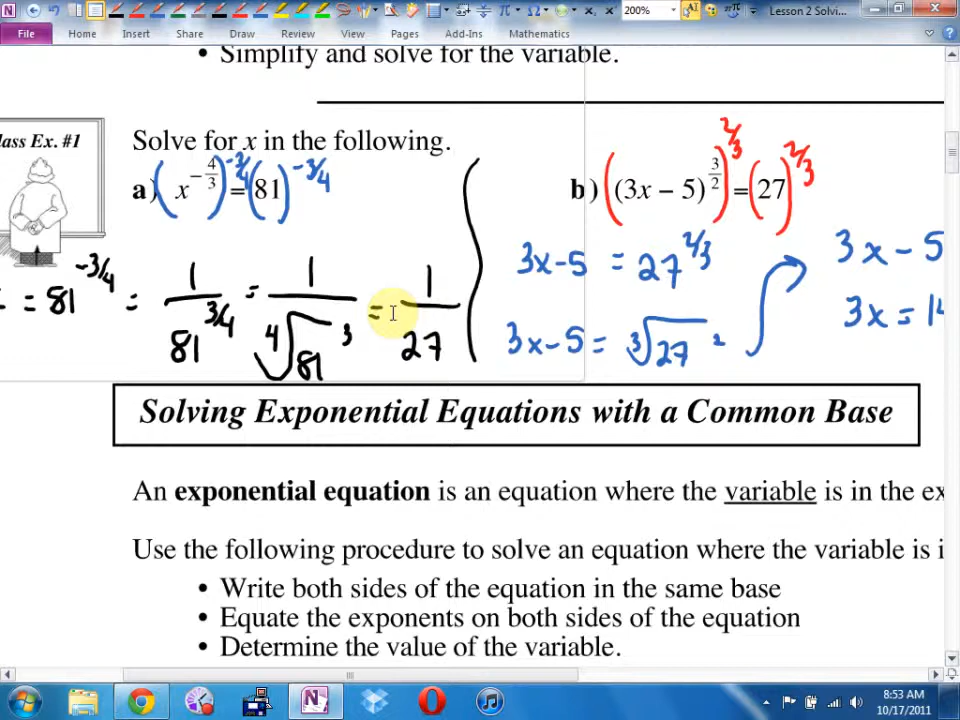 200%
Lesson 2 Solvi...
File Home Insert Share Draw Review View Pages Add-Ins Mathematics
• Simplify and solve for the variable.
lass Ex. #1
Solve for x in the following.
a) (x^{-4/3})^{-3/4} = (81)^{-3/4}
= 81^{-3/4} = 1/81^{3/4} = 1/∜81^3 = 1/27
b) ((3x − 5)^{3/2})^{2/3} = (27)^{2/3}
3x-5 = 27^{2/3}
3x-5 = ∛27^2
3x - 5
3x = 14
Solving Exponential Equations with a Common Base
An exponential equation is an equation where the variable is in the ex
Use the following procedure to solve an equation where the variable is i
• Write both sides of the equation in the same base
• Equate the exponents on both sides of the equation
• Determine the value of the variable.
8:53 AM
10/17/2011